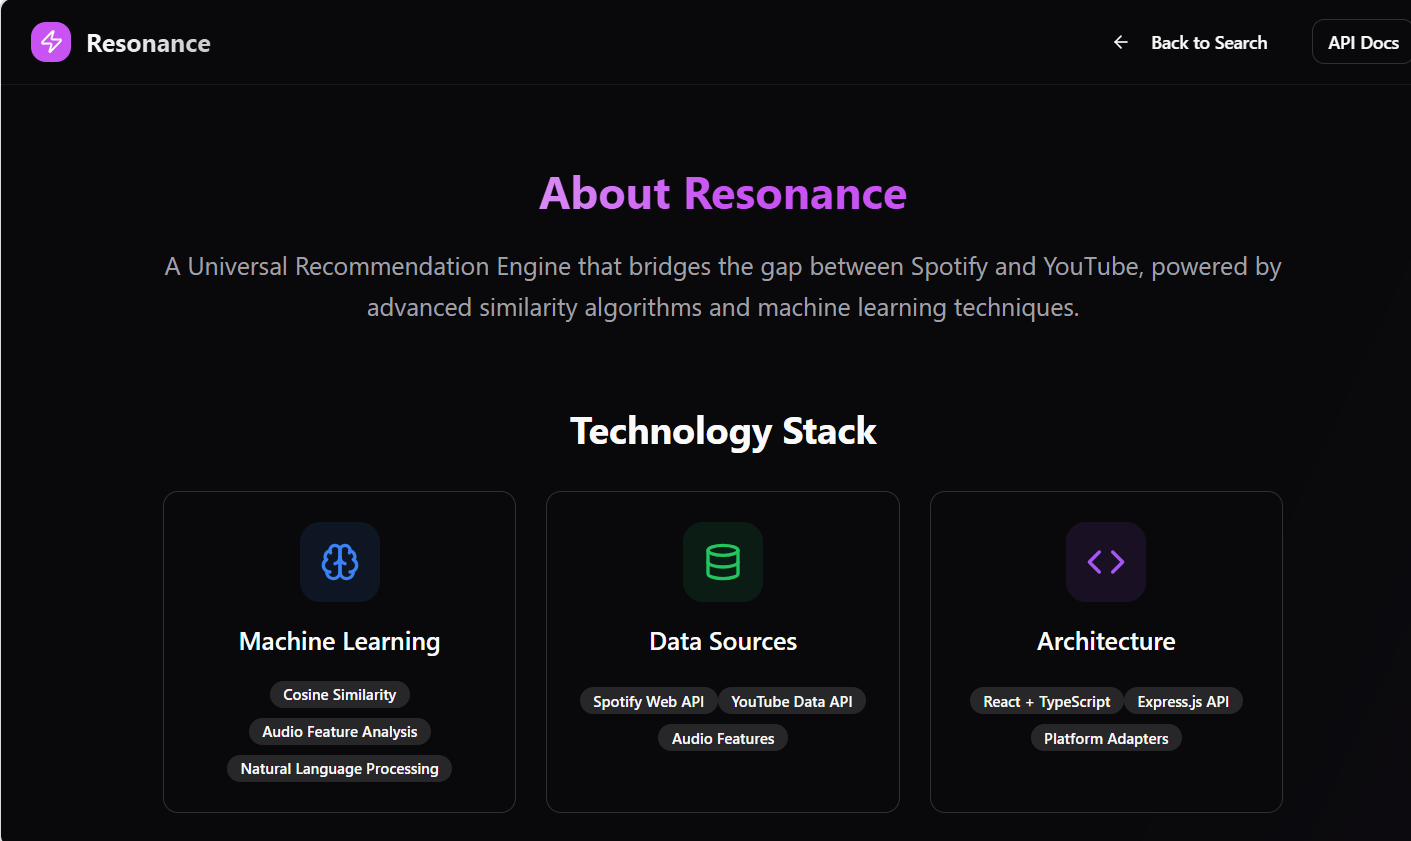 Resonance
Back to Search
API Docs
About Resonance
A Universal Recommendation Engine that bridges the gap between Spotify and YouTube, powered by
advanced similarity algorithms and machine learning techniques.
Technology Stack
Machine Learning
Cosine Similarity
Audio Feature Analysis
Natural Language Processing
Data Sources
Spotify Web API
YouTube Data API
Audio Features
Architecture
React + TypeScript
Express.js API
Platform Adapters